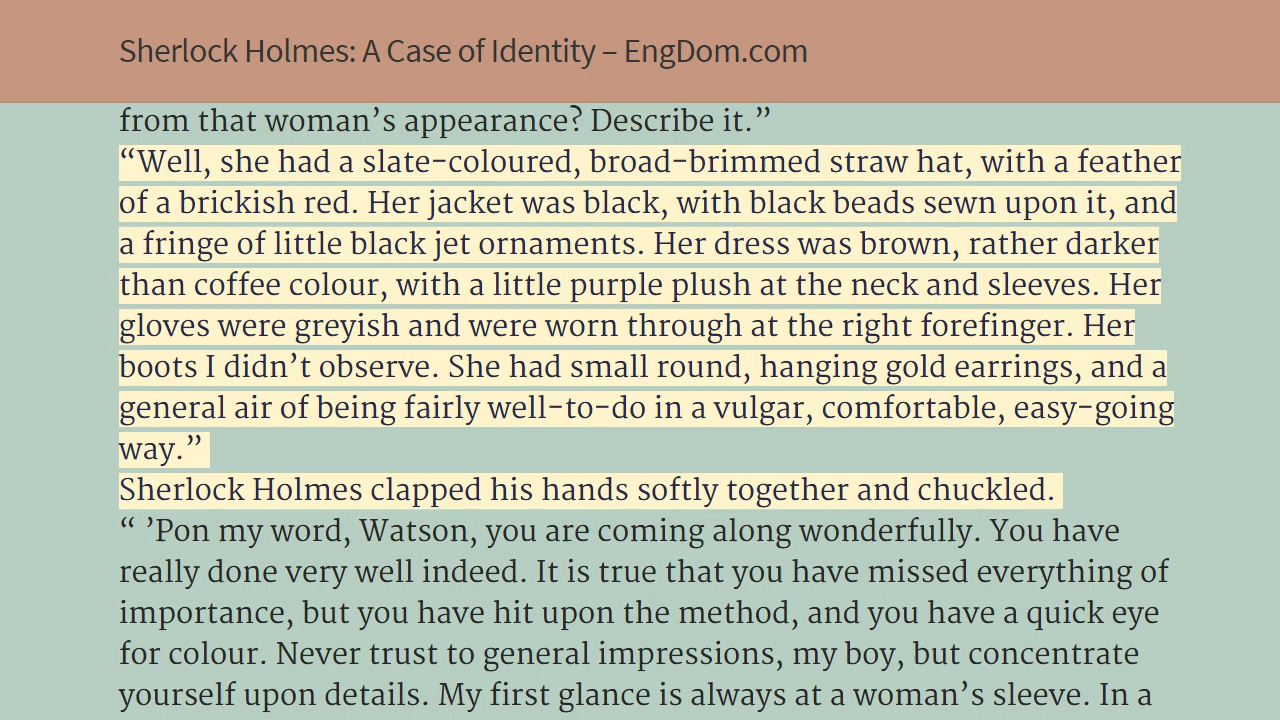 Sherlock Holmes: A Case of Identity – EngDom.com
from that woman’s appearance? Describe it.”
“Well, she had a slate-coloured, broad-brimmed straw hat, with a feather
of a brickish red. Her jacket was black, with black beads sewn upon it, and
a fringe of little black jet ornaments. Her dress was brown, rather darker
than coffee colour, with a little purple plush at the neck and sleeves. Her
gloves were greyish and were worn through at the right forefinger. Her
boots I didn’t observe. She had small round, hanging gold earrings, and a
general air of being fairly well-to-do in a vulgar, comfortable, easy-going
way.”
Sherlock Holmes clapped his hands softly together and chuckled.
“ ’Pon my word, Watson, you are coming along wonderfully. You have
really done very well indeed. It is true that you have missed everything of
importance, but you have hit upon the method, and you have a quick eye
for colour. Never trust to general impressions, my boy, but concentrate
yourself upon details. My first glance is always at a woman’s sleeve. In a